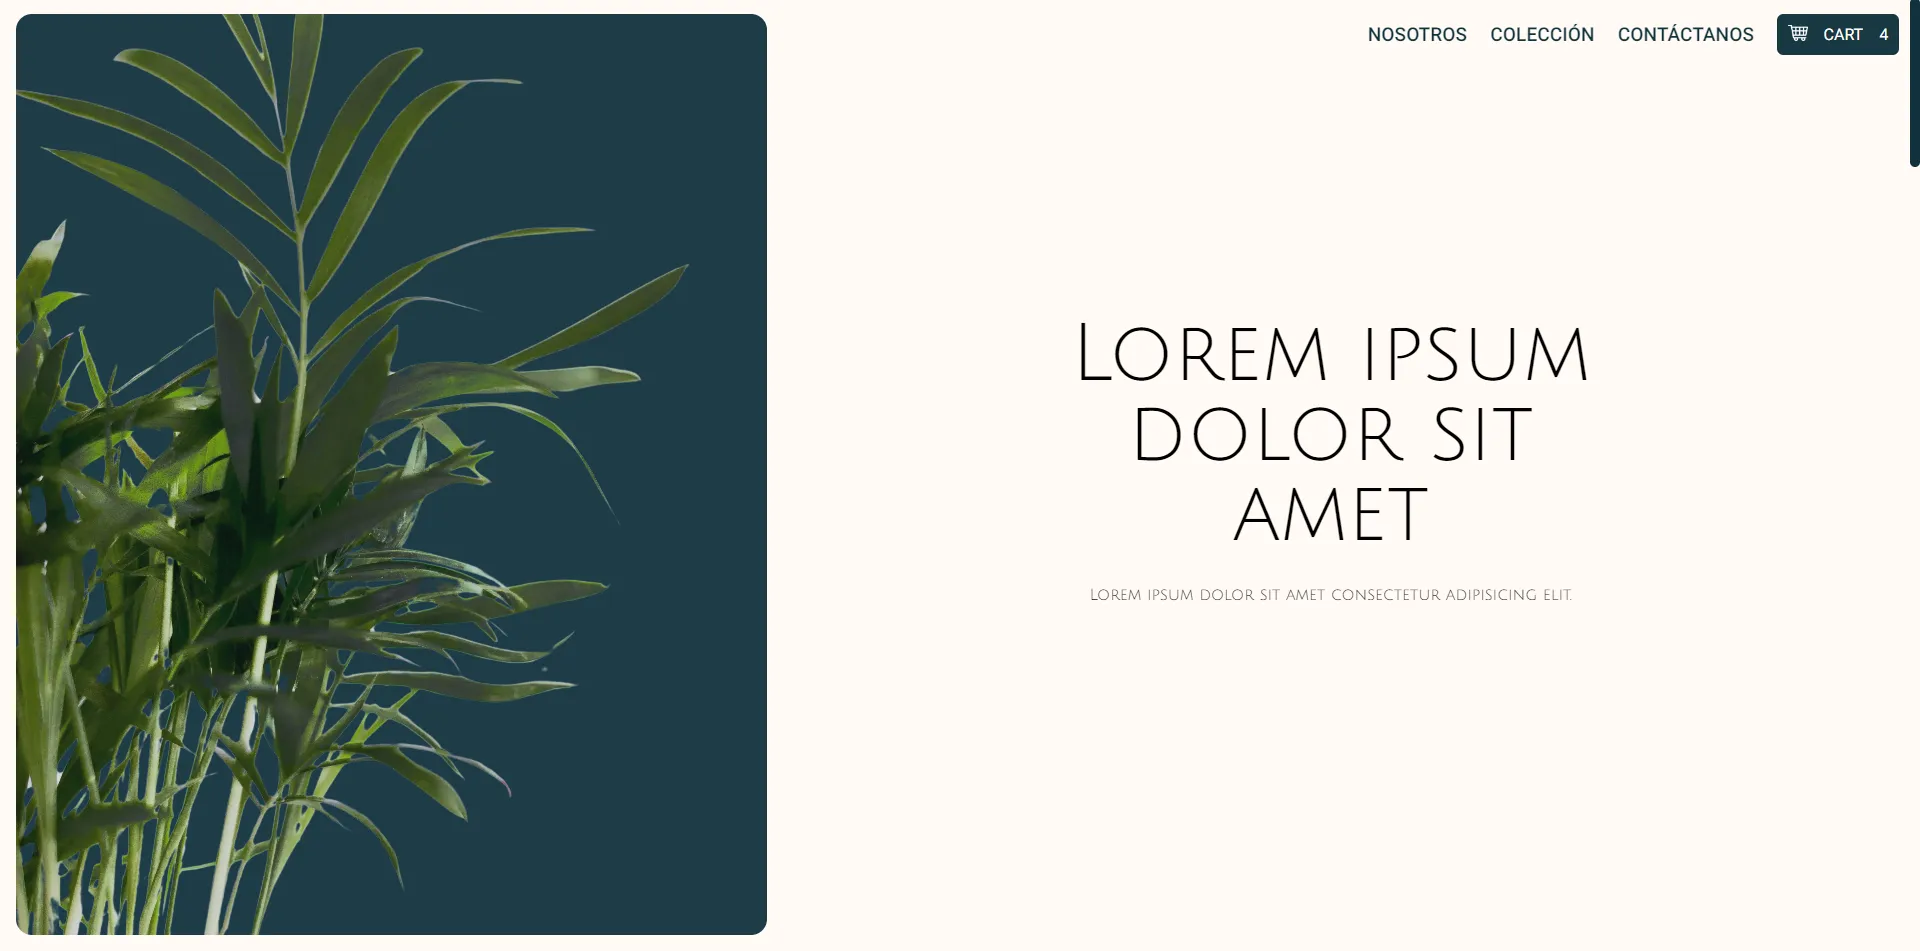 NOSOTROS COLECCIÓN CONTÁCTANOS CART 4
Lorem ipsum
dolor sit
amet
Lorem ipsum dolor sit amet consectetur adipisicing elit.